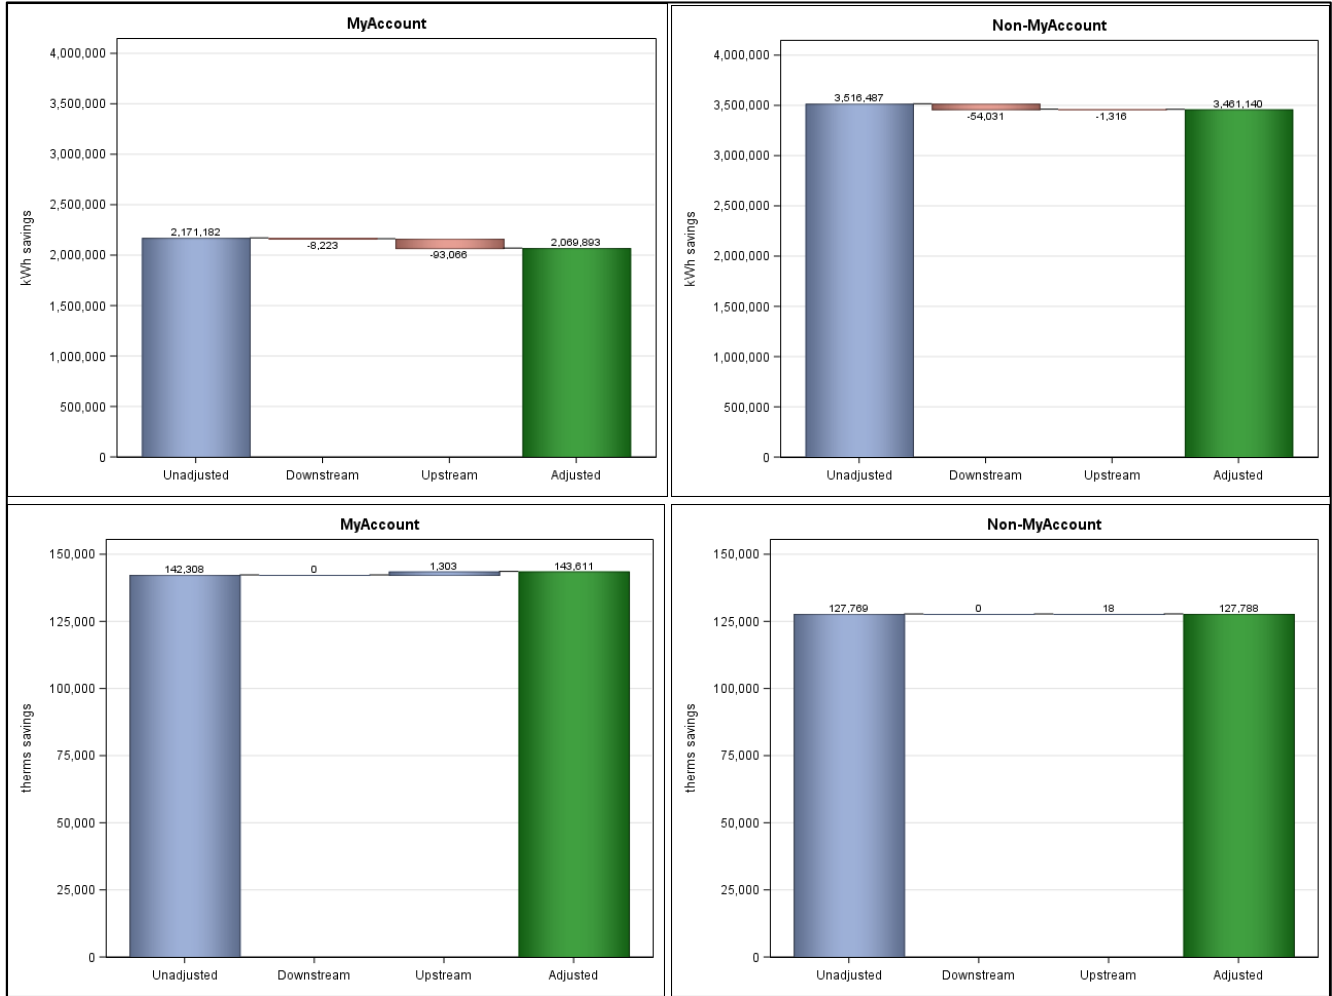 MyAccount
4,000,000
3,500,000
3,000,000
2,500,000
2,000,000
1,500,000
1,000,000
500,000
0
kWh savings
2,171,182
-8,223
-93,066
2,069,893
Unadjusted Downstream Upstream Adjusted
Non-MyAccount
4,000,000
3,500,000
3,000,000
2,500,000
2,000,000
1,500,000
1,000,000
500,000
0
kWh savings
3,516,487
-54,031
-1,316
3,461,140
Unadjusted Downstream Upstream Adjusted
MyAccount
150,000
125,000
100,000
75,000
50,000
25,000
0
therms savings
142,308 0 1,303 143,611
Unadjusted Downstream Upstream Adjusted
Non-MyAccount
150,000
125,000
100,000
75,000
50,000
25,000
0
therms savings
127,769 0 18 127,788
Unadjusted Downstream Upstream Adjusted